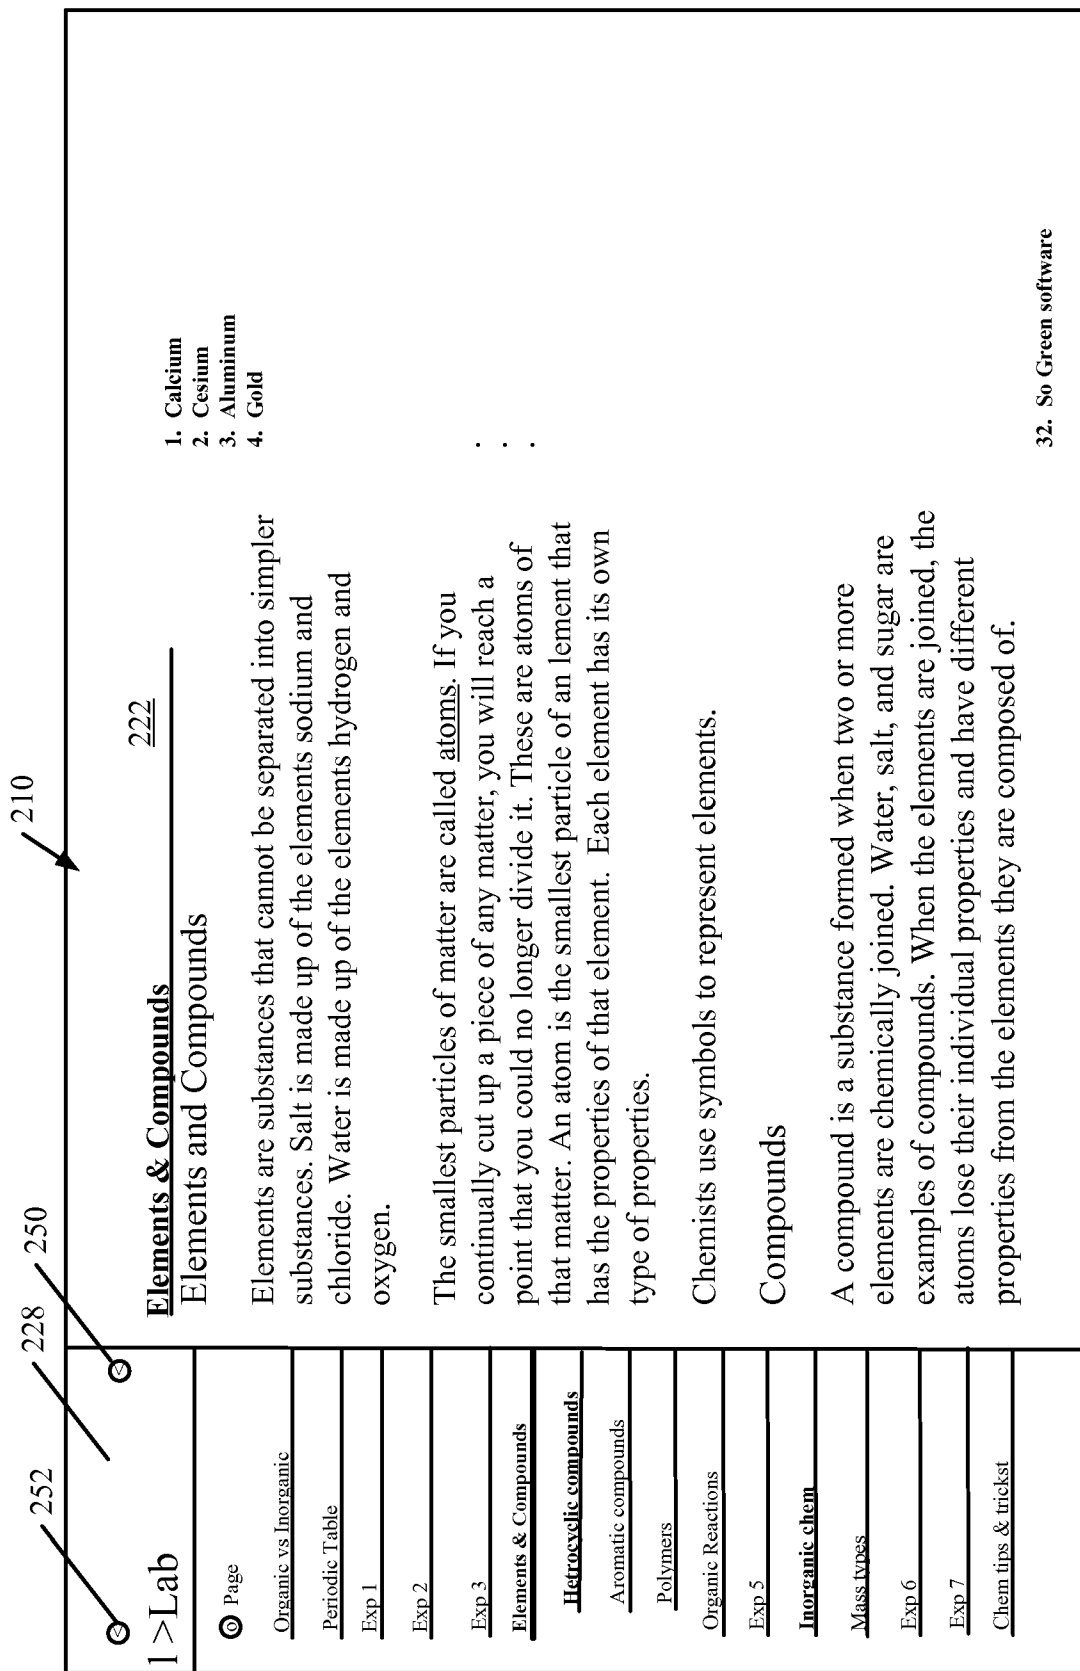 210
252
228
250
222
1 >Lab
Page
Organic vs Inorganic
Periodic Table
Exp 1
Exp 2
Exp 3
Elements & Compounds
Hetrocyclic compounds
Aromatic compounds
Polymers
Organic Reactions
Exp 5
Inorganic chem
Mass types
Exp 6
Exp 7
Chem tips & trickst
Elements & Compounds
Elements and Compounds
Elements are substances that cannot be separated into simpler
substances. Salt is made up of the elements sodium and
chloride. Water is made up of the elements hydrogen and
oxygen.
The smallest particles of matter are called atoms. If you
continually cut up a piece of any matter, you will reach a
point that you could no longer divide it. These are atoms of
that matter. An atom is the smallest particle of an lement that
has the properties of that element. Each element has its own
type of properties.
Chemists use symbols to represent elements.
Compounds
A compound is a substance formed when two or more
elements are chemically joined. Water, salt, and sugar are
examples of compounds. When the elements are joined, the
atoms lose their individual properties and have different
properties from the elements they are composed of.
1. Calcium
2. Cesium
3. Aluminum
4. Gold
.
.
.
32. So Green software